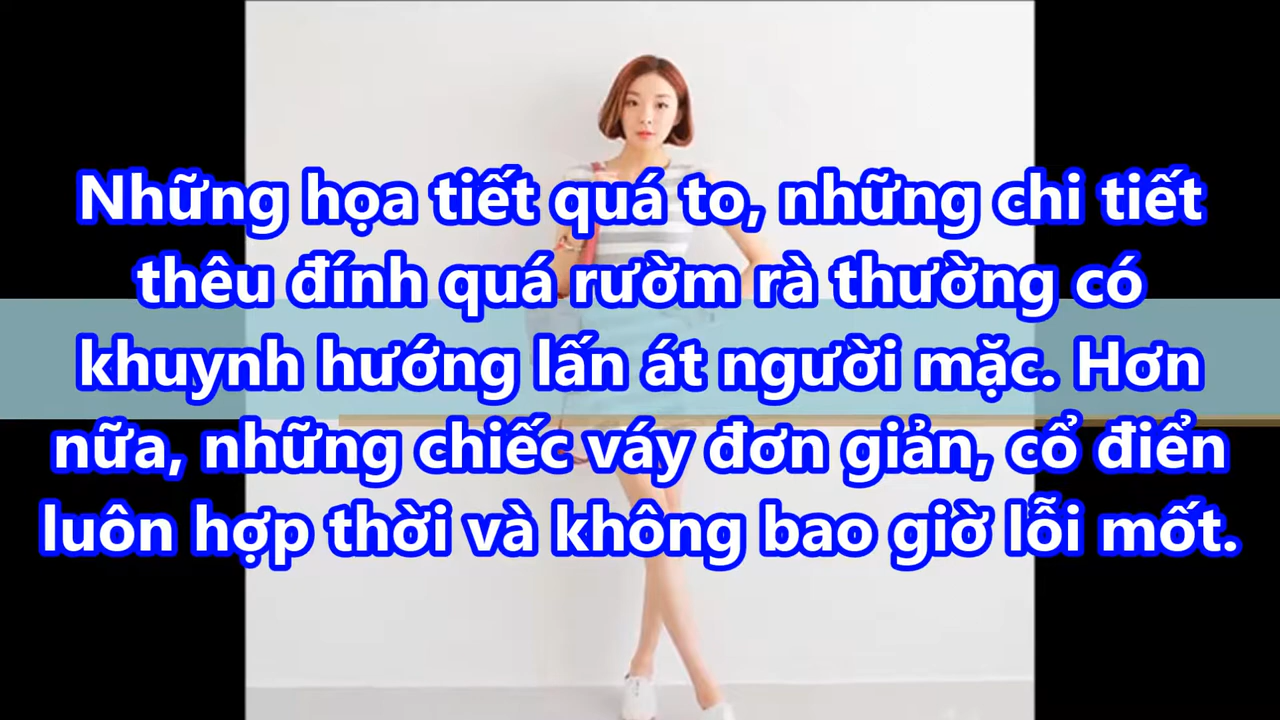 Những họa tiết quá to, những chi tiết
thêu đính quá rườm rà thường có
khuynh hướng lấn át người mặc. Hơn
nữa, những chiếc váy đơn giản, cổ điển
luôn hợp thời và không bao giờ lỗi mốt.